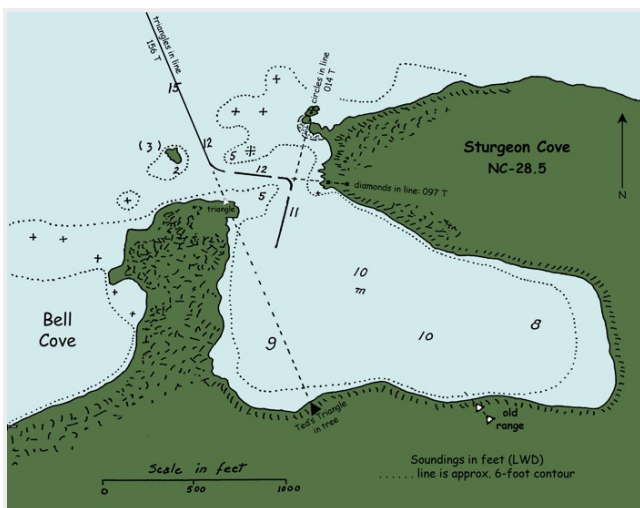 triangles in line
156 T
circles in line
014 T
15
(3)
12
2
5
12
Sturgeon Cove
NC-28.5
N
diamonds in line: 097 T
5
triangle
11
10
m
Bell
Cove
9
10
8
Ted's Triangle
in tree
old
range
Scale in feet
0 500 1000
Soundings in feet (LWD)
...... line is approx. 6-foot contour